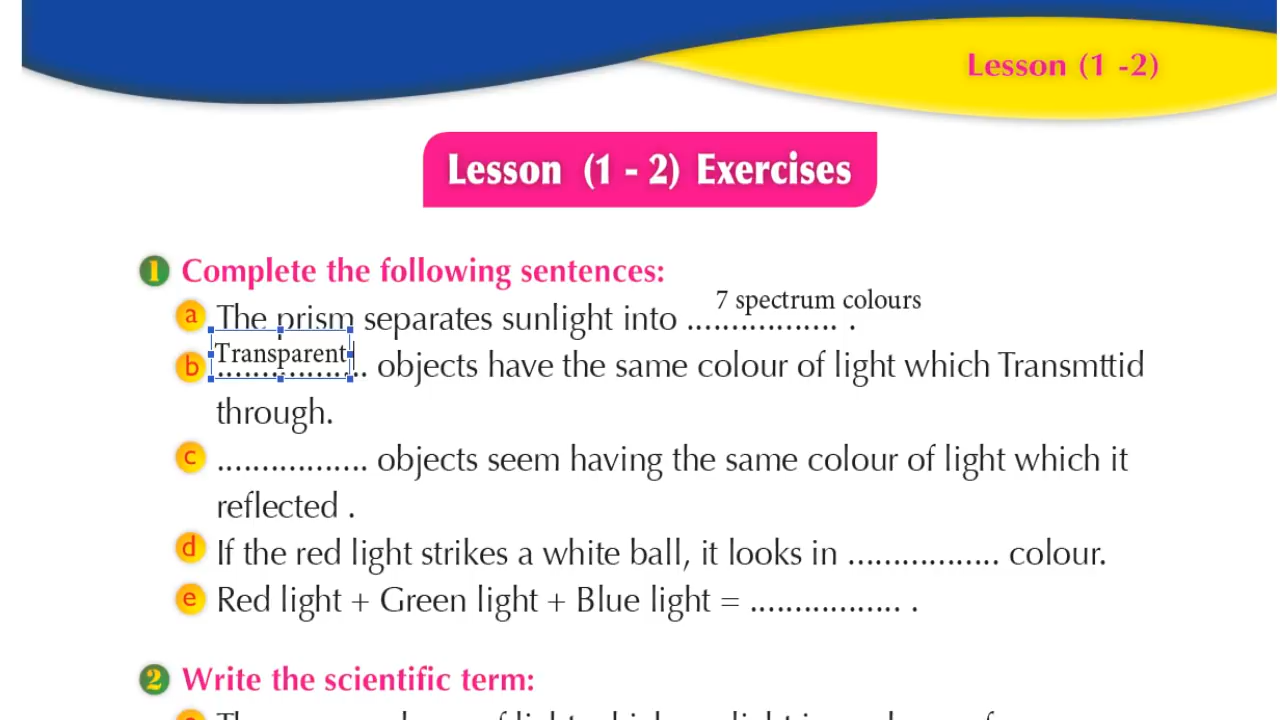 Lesson (1 -2)
Lesson (1 - 2) Exercises
1 Complete the following sentences:
7 spectrum colours
a The prism separates sunlight into ................. .
Transparent
b ................. objects have the same colour of light which Transmttid
through.
c ................. objects seem having the same colour of light which it
reflected .
d If the red light strikes a white ball, it looks in ................. colour.
e Red light + Green light + Blue light = ................. .
2 Write the scientific term: